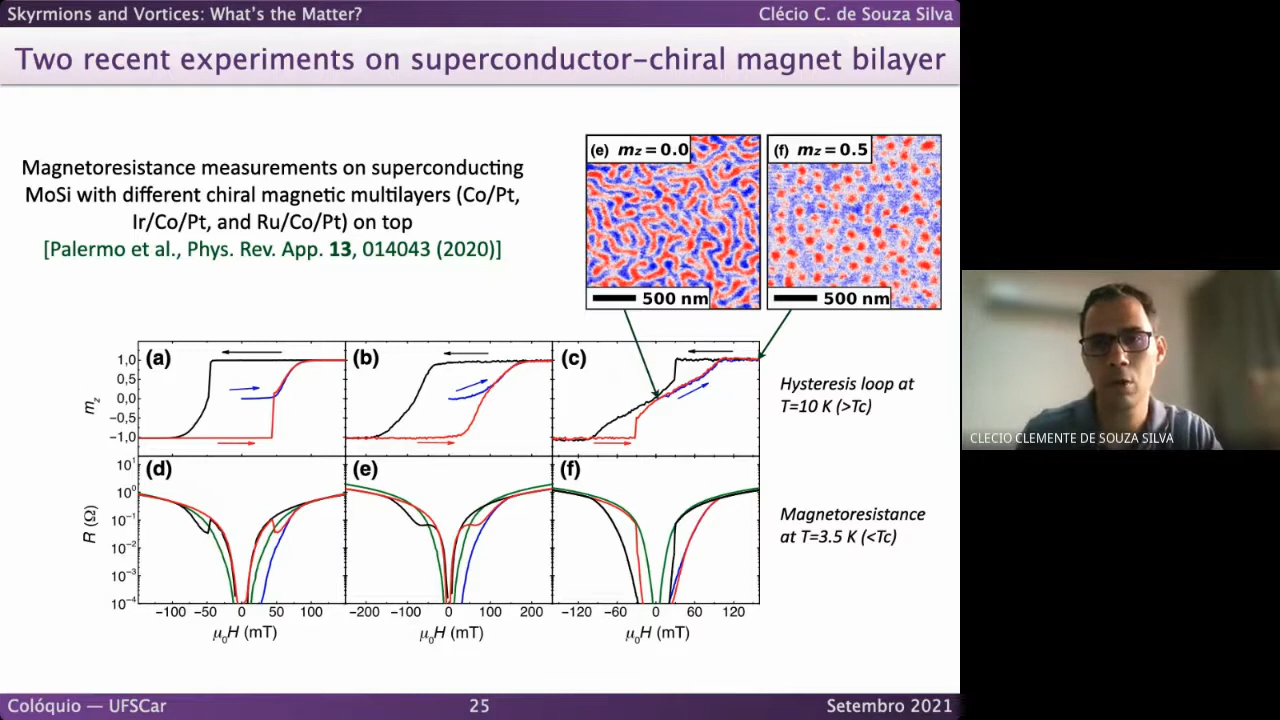 Skyrmions and Vortices: What's the Matter?
Clécio C. de Souza Silva
Two recent experiments on superconductor–chiral magnet bilayer
Magnetoresistance measurements on superconducting
MoSi with different chiral magnetic multilayers (Co/Pt,
Ir/Co/Pt, and Ru/Co/Pt) on top
[Palermo et al., Phys. Rev. App. 13, 014043 (2020)]
(e) mz = 0.0
500 nm
(f) mz = 0.5
500 nm
(a)
(b)
(c)
1,0
0,5
0,0
−0,5
−1,0
mz
Hysteresis loop at
T=10 K (>Tc)
(d)
(e)
(f)
10¹
10⁰
10⁻¹
10⁻²
10⁻³
10⁻⁴
R (Ω)
Magnetoresistance
at T=3.5 K (<Tc)
−100 −50 0 50 100
−200 −100 0 100 200
−120 −60 0 60 120
μ₀H (mT)
μ₀H (mT)
μ₀H (mT)
CLECIO CLEMENTE DE SOUZA SILVA
Colóquio — UFSCar
25
Setembro 2021